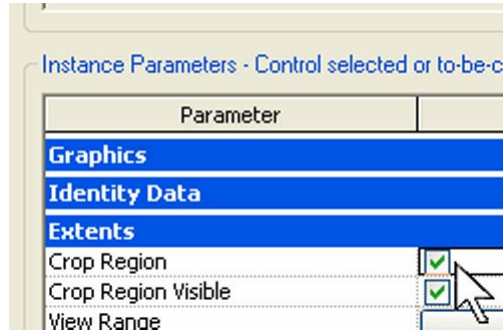 Instance Parameters - Control selected or to-be-c
Parameter
Graphics
Identity Data
Extents
Crop Region
Crop Region Visible
View Range